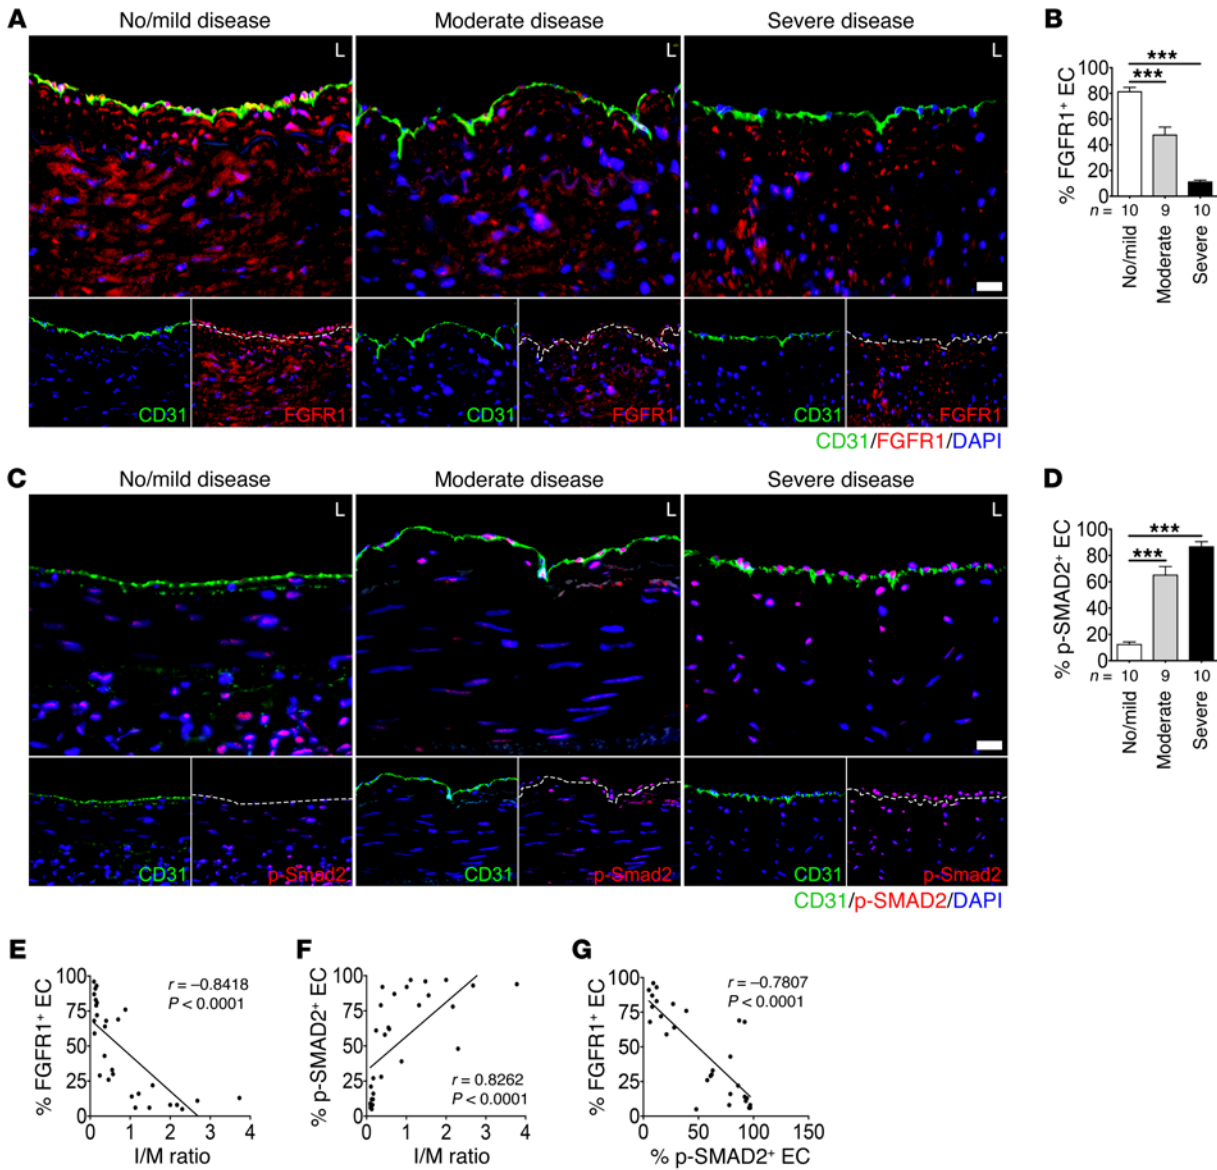 A
No/mild disease
Moderate disease
Severe disease
L
L
L
CD31
FGFR1
CD31
FGFR1
CD31
FGFR1
CD31/FGFR1/DAPI
B
% FGFR1+ EC
100
80
60
40
20
0
n = 10 9 10
No/mild
Moderate
Severe
***
***
C
No/mild disease
Moderate disease
Severe disease
L
L
L
CD31
p-Smad2
CD31
p-Smad2
CD31
p-Smad2
CD31/p-SMAD2/DAPI
D
% p-SMAD2+ EC
100
80
60
40
20
0
n = 10 9 10
No/mild
Moderate
Severe
***
***
E
% FGFR1+ EC
100
75
50
25
0
r = –0.8418
P < 0.0001
0 1 2 3 4
I/M ratio
F
% p-SMAD2+ EC
100
75
50
25
0
r = 0.8262
P < 0.0001
0 1 2 3 4
I/M ratio
G
% FGFR1+ EC
100
75
50
25
0
r = –0.7807
P < 0.0001
0 50 100 150
% p-SMAD2+ EC